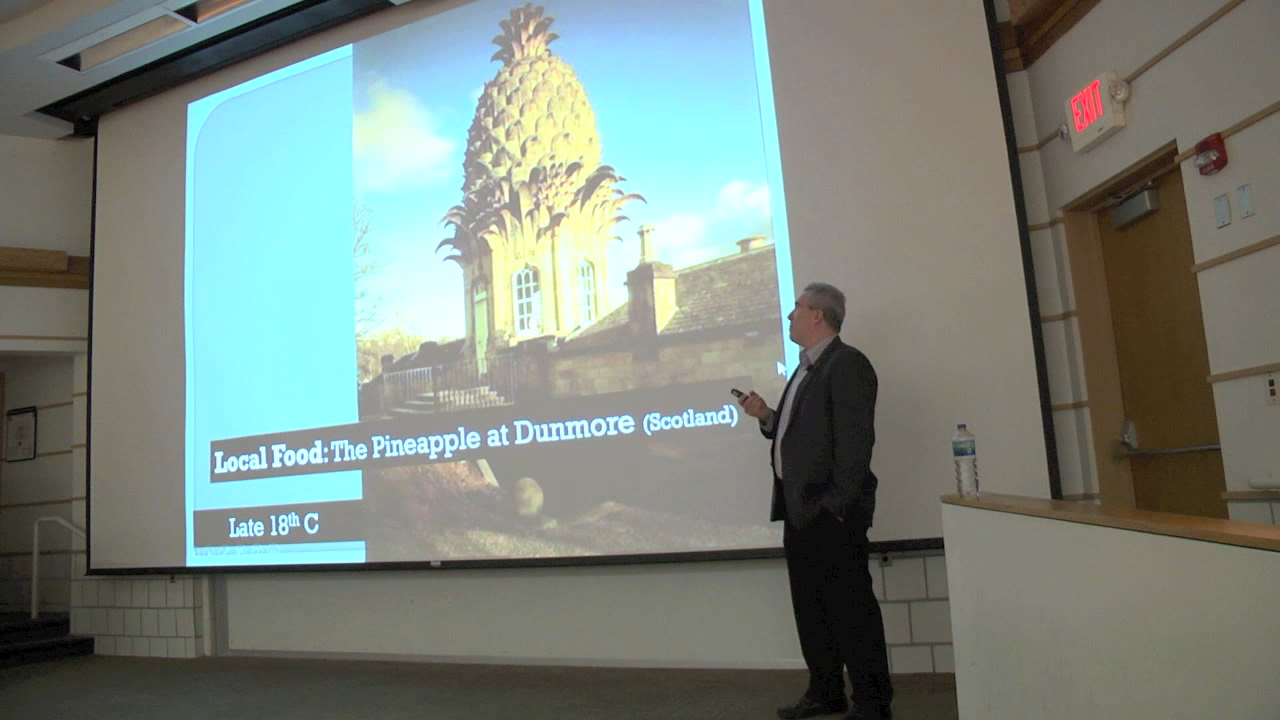 EXIT
Local Food: The Pineapple at Dunmore (Scotland)
Late 18th C